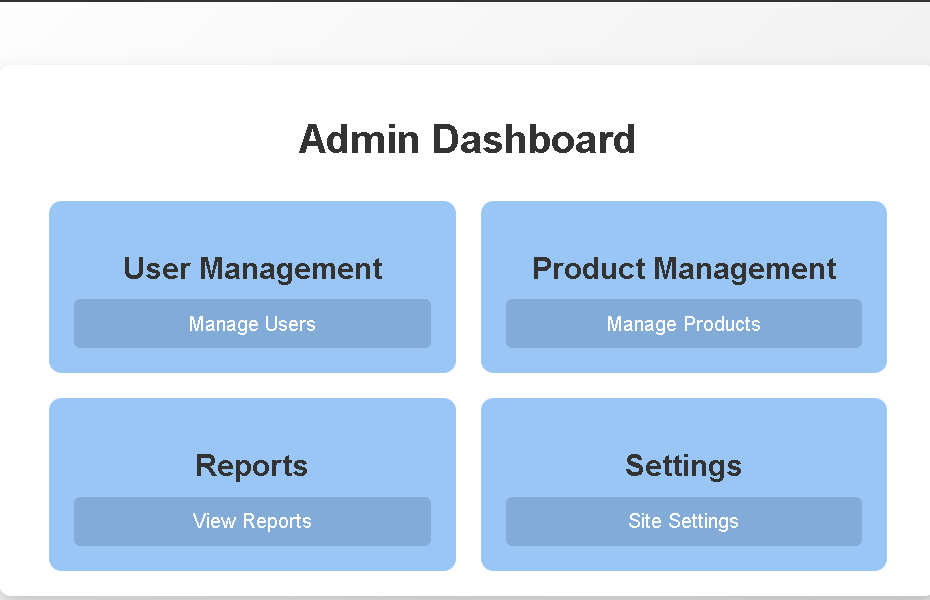 Admin Dashboard
User Management
Product Management
Manage Users
Manage Products
Reports
Settings
View Reports
Site Settings